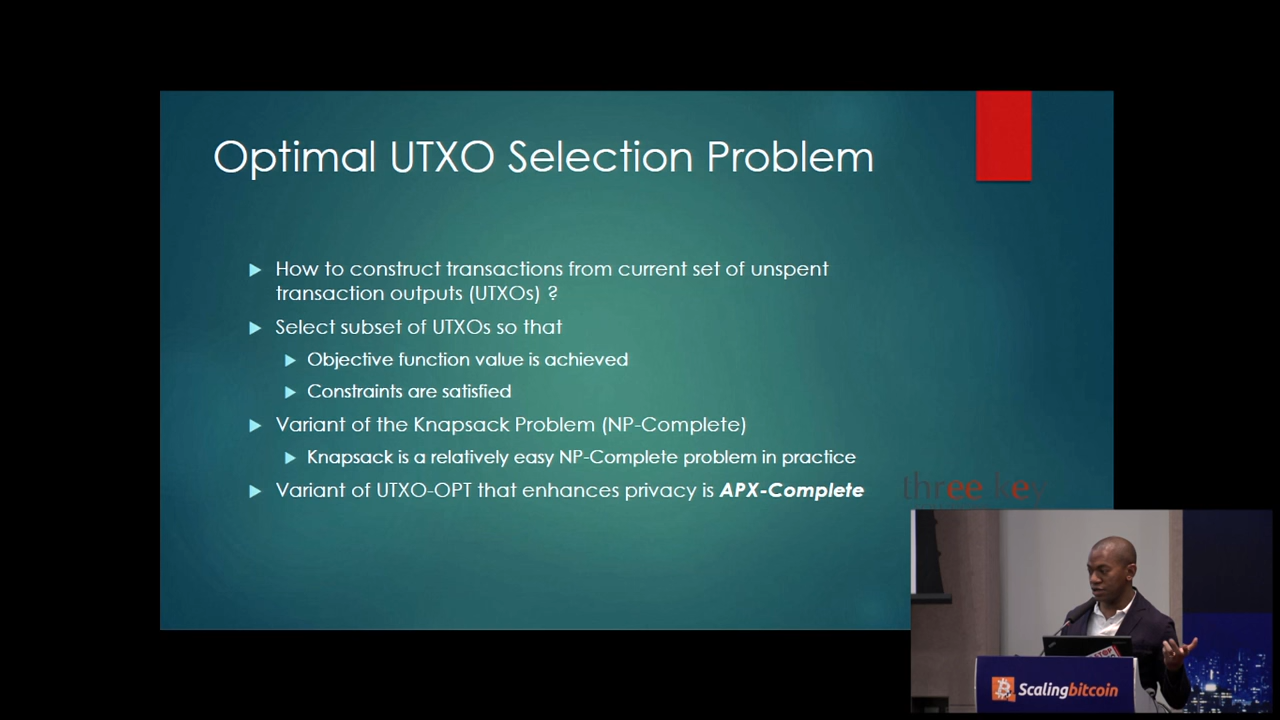 Optimal UTXO Selection Problem
How to construct transactions from current set of unspent
transaction outputs (UTXOs) ?
Select subset of UTXOs so that
Objective function value is achieved
Constraints are satisfied
Variant of the Knapsack Problem (NP-Complete)
Knapsack is a relatively easy NP-Complete problem in practice
Variant of UTXO-OPT that enhances privacy is APX-Complete
three key
Scalingbitcoin